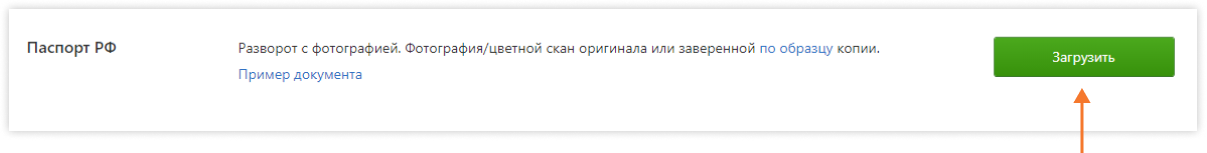 Паспорт РФ
Разворот с фотографией. Фотография/цветной скан оригинала или заверенной по образцу копии.
Пример документа
Загрузить